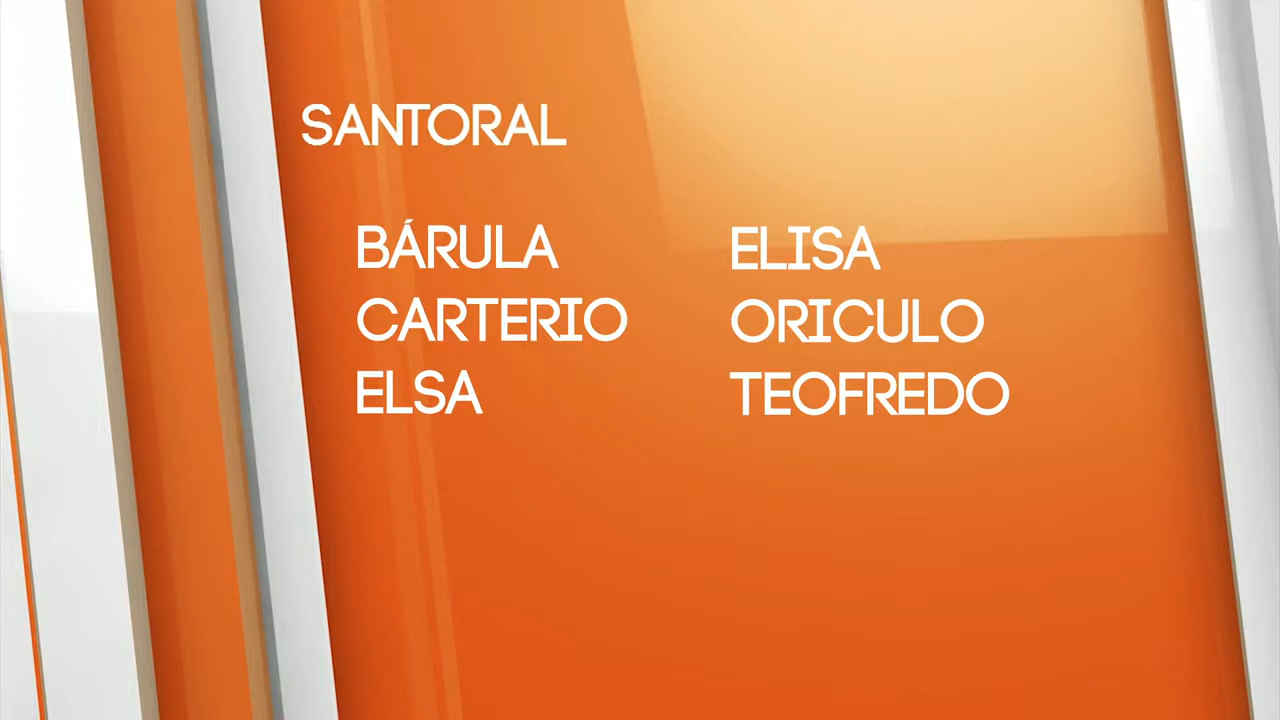 SANTORAL
BÁRULA
CARTERIO
ELSA
ELISA
ORICULO
TEOFREDO